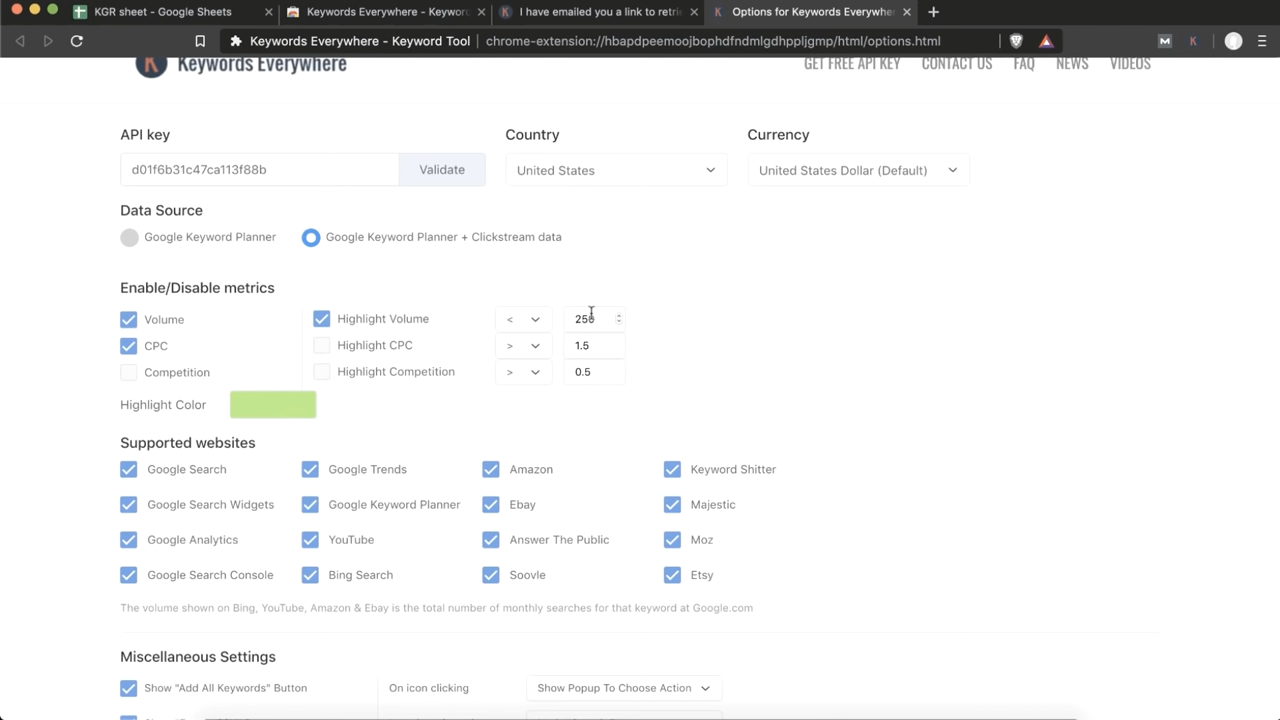 KGR sheet - Google Sheets
Keywords Everywhere - Keywor
I have emailed you a link to retri
Options for Keywords Everywhe
Keywords Everywhere - Keyword Tool
chrome-extension://hbapdpeemoojbophdfndmlgdhppljgmp/html/options.html
Keywords Everywhere
GET FREE API KEY
CONTACT US
FAQ
NEWS
VIDEOS
API key
Country
Currency
d01f6b31c47ca113f88b
Validate
United States
United States Dollar (Default)
Data Source
Google Keyword Planner
Google Keyword Planner + Clickstream data
Enable/Disable metrics
Volume
Highlight Volume
<
250
CPC
Highlight CPC
>
1.5
Competition
Highlight Competition
>
0.5
Highlight Color
Supported websites
Google Search
Google Trends
Amazon
Keyword Shitter
Google Search Widgets
Google Keyword Planner
Ebay
Majestic
Google Analytics
YouTube
Answer The Public
Moz
Google Search Console
Bing Search
Soovle
Etsy
The volume shown on Bing, YouTube, Amazon & Ebay is the total number of monthly searches for that keyword at Google.com
Miscellaneous Settings
Show "Add All Keywords" Button
On icon clicking
Show Popup To Choose Action